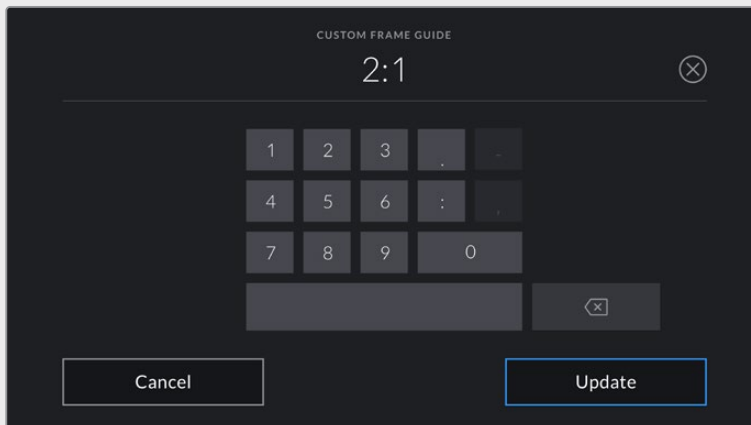 CUSTOM FRAME GUIDE
2:1
1 2 3 . -
4 5 6 : ,
7 8 9 0
Cancel Update